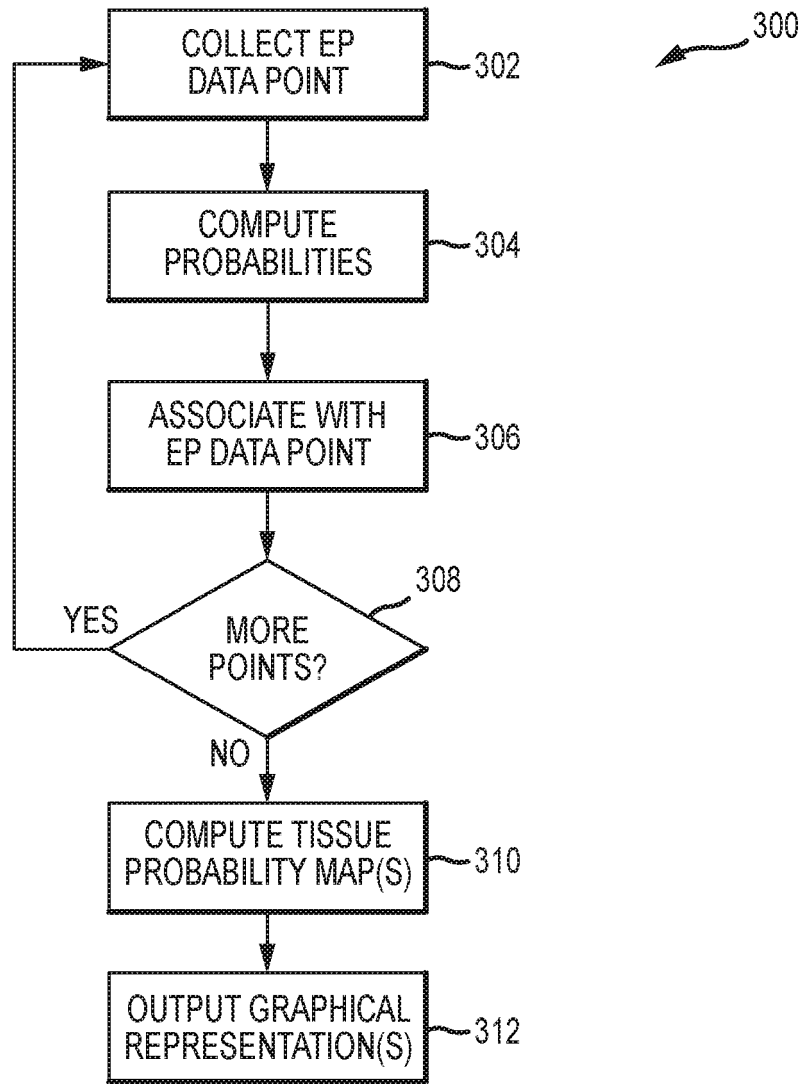 300
COLLECT EP
DATA POINT
302
COMPUTE
PROBABILITIES
304
ASSOCIATE WITH
EP DATA POINT
306
308
YES
MORE
POINTS?
NO
COMPUTE TISSUE
PROBABILITY MAP(S)
310
OUTPUT GRAPHICAL
REPRESENTATION(S)
312